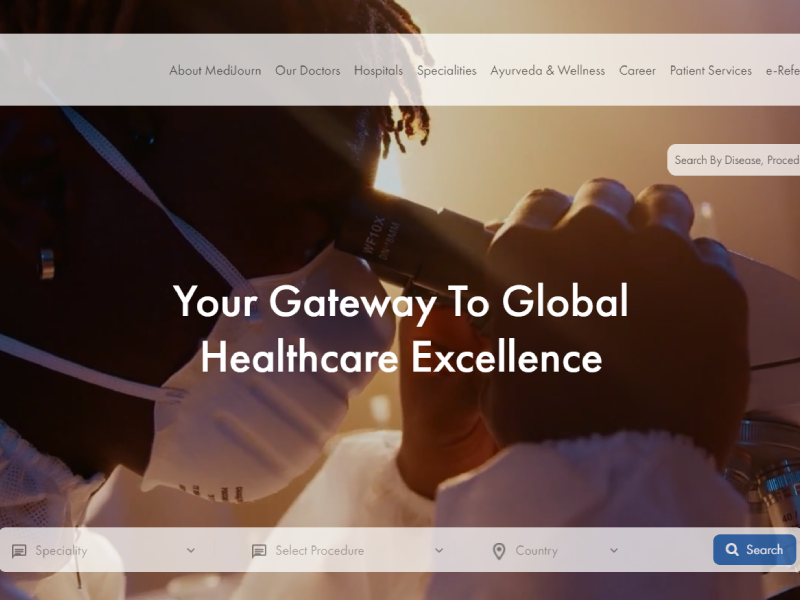 About MediJourn Our Doctors Hospitals Specialities Ayurveda & Wellness Career Patient Services e-Refe
Search By Disease, Proced
WF10X
Your Gateway To Global
Healthcare Excellence
Speciality Select Procedure Country Search